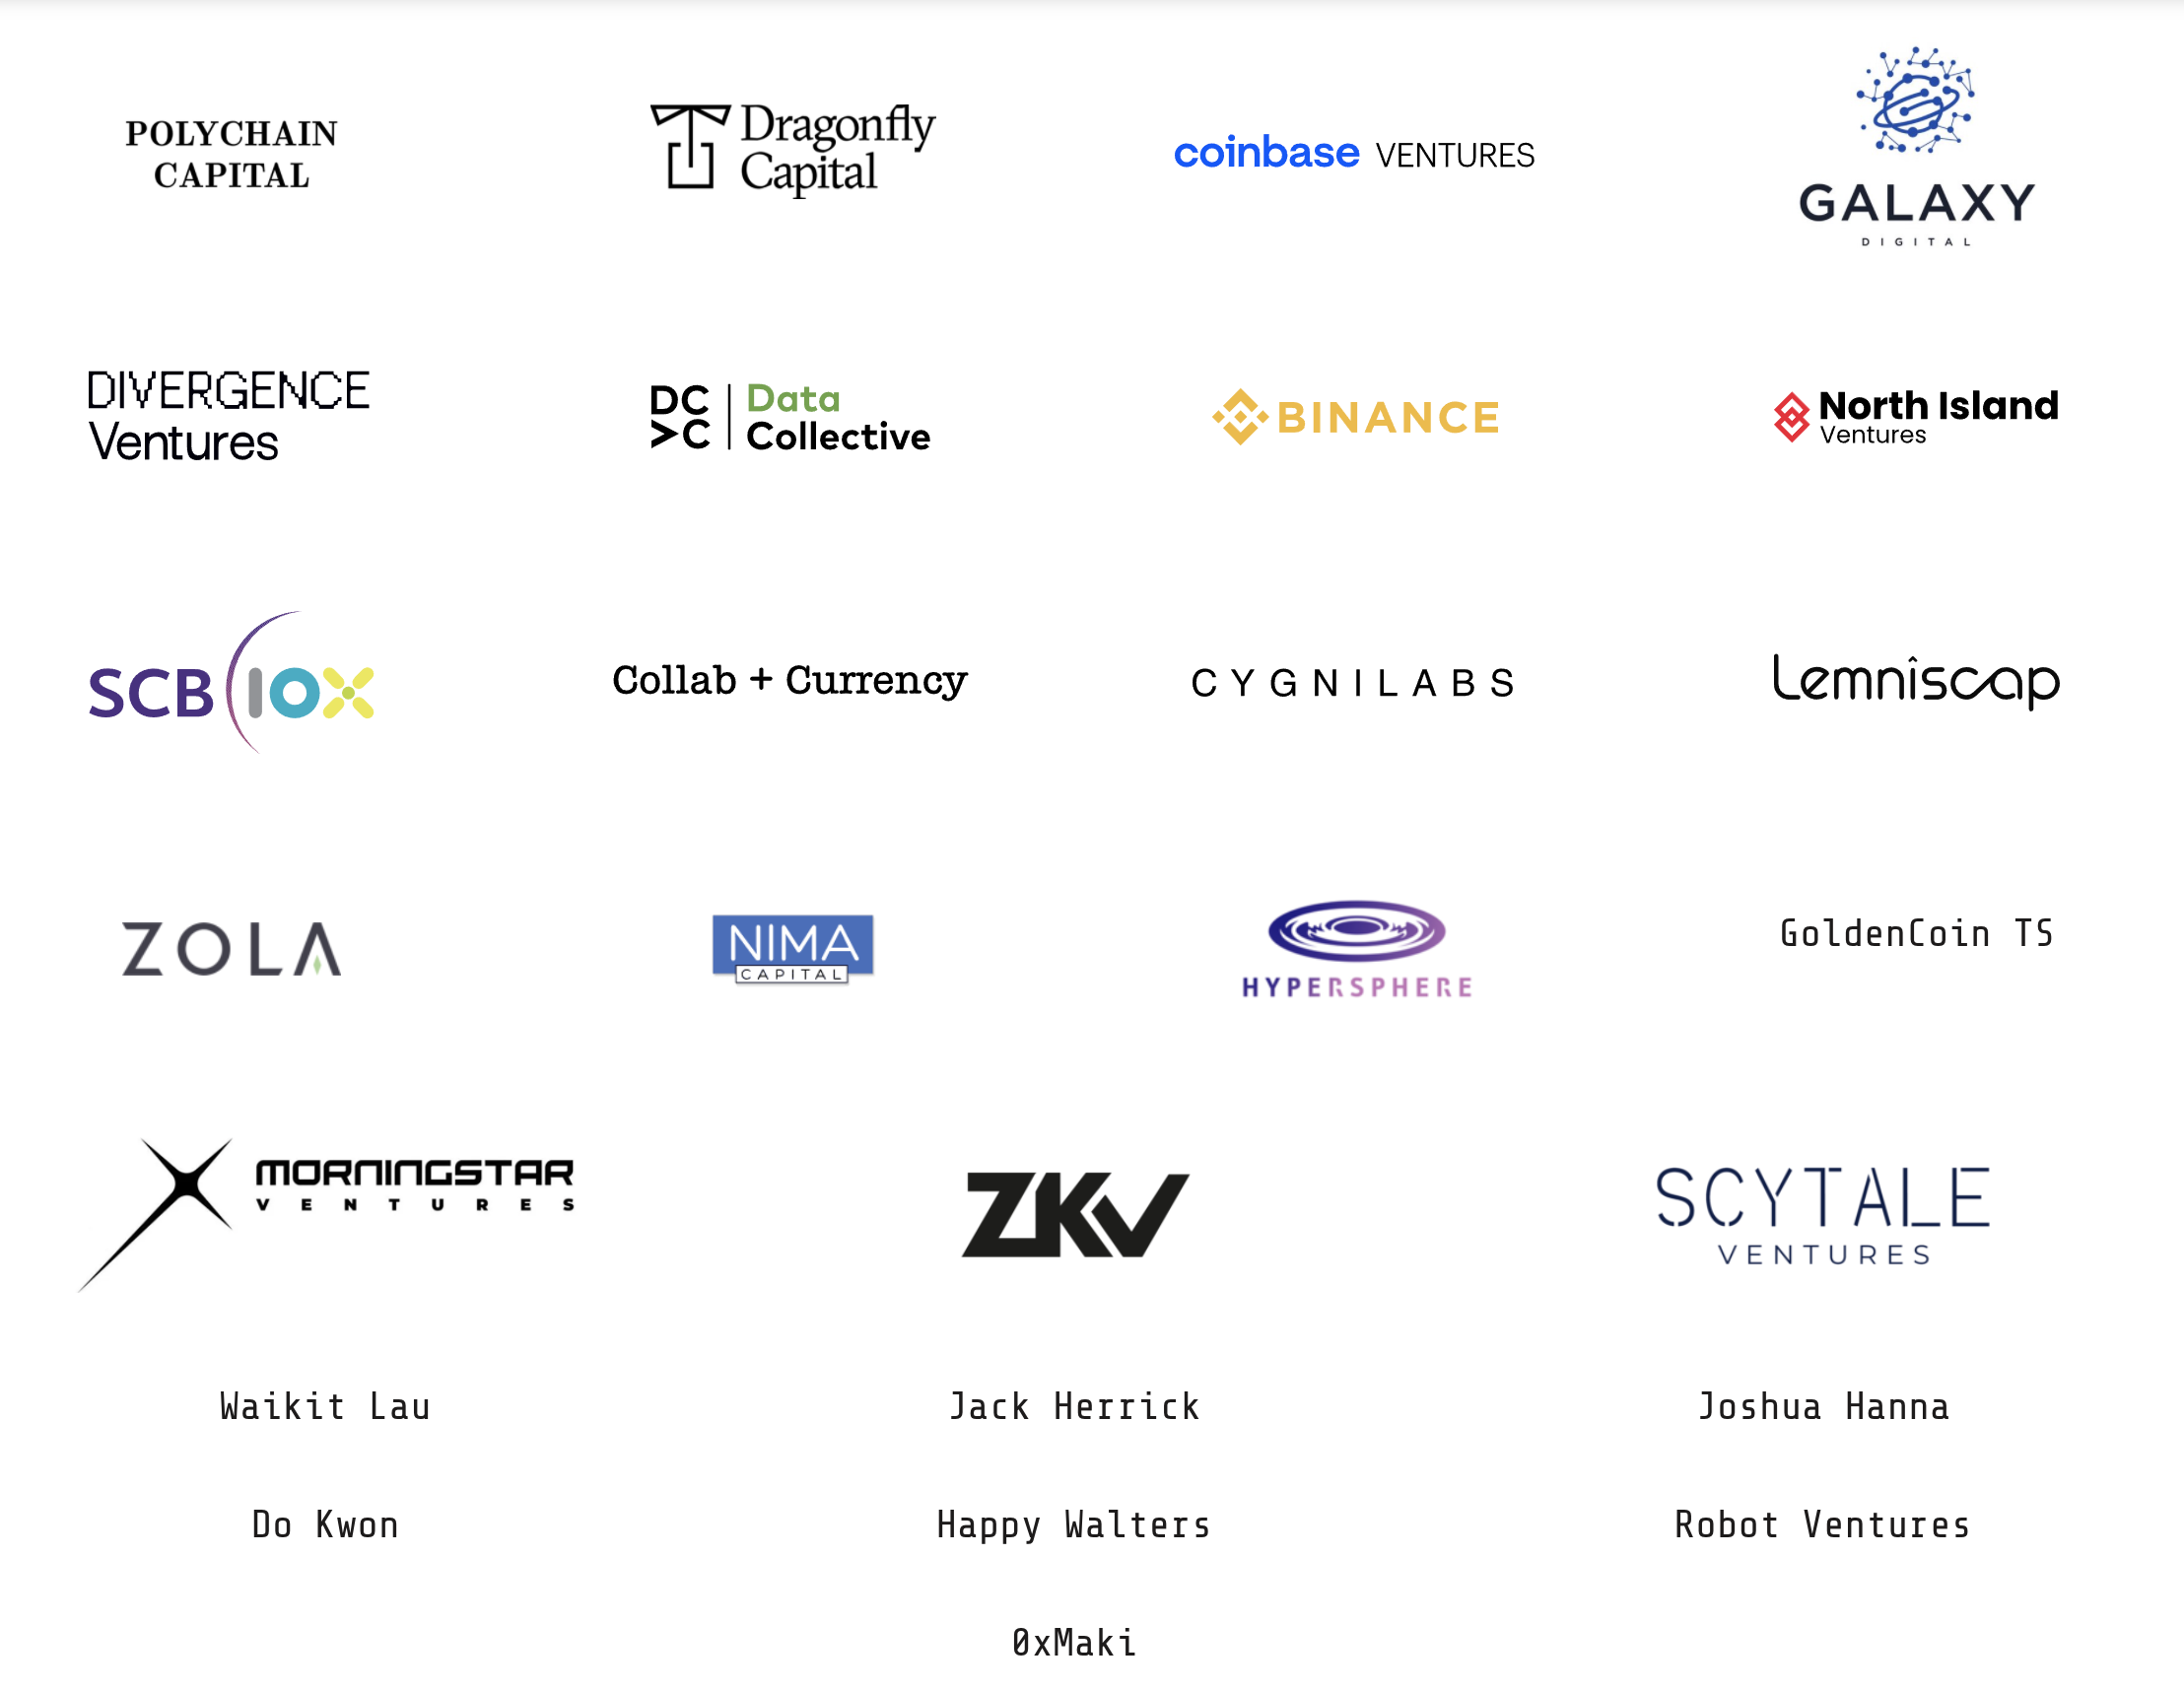 POLYCHAIN
CAPITAL
Dragonfly
Capital
coinbase VENTURES
GALAXY
DIGITAL
DIVERGENCE
Ventures
DC
>C
Data
Collective
BINANCE
North Island
Ventures
SCB 10X
Collab + Currency
CYGNILABS
Lemniscap
ZOLA
NIMA
CAPITAL
HYPERSPHERE
GoldenCoin TS
MORNINGSTAR
VENTURES
ZKV
SCYTALE
VENTURES
Waikit Lau
Jack Herrick
Joshua Hanna
Do Kwon
Happy Walters
Robot Ventures
0xMaki